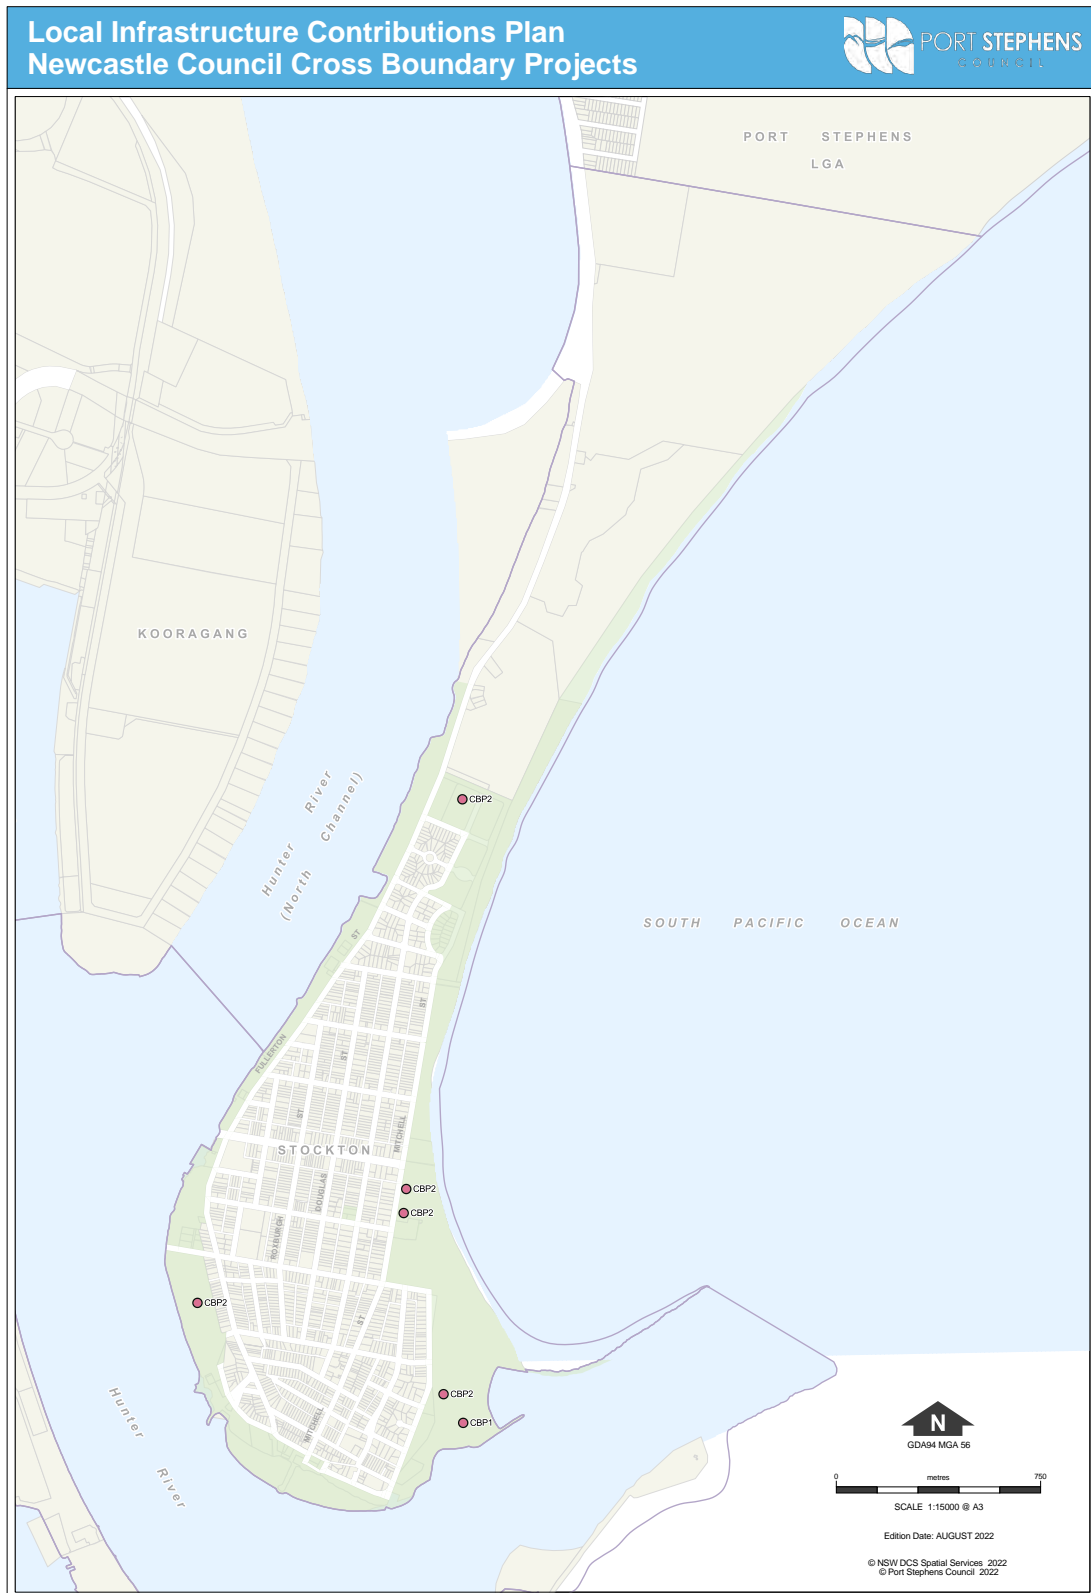 Local Infrastructure Contributions Plan
Newcastle Council Cross Boundary Projects
PORT STEPHENS
COUNCIL
PORT STEPHENS
LGA
KOORAGANG
Hunter River
(North Channel)
CBP2
SOUTH PACIFIC OCEAN
ST
ST
FULLERTON
ST
ST
MITCHELL
STOCKTON
DOUGLAS
CBP2
CBP2
ROXBURGH
CBP2
ST
CBP2
CBP1
MITCHELL
Hunter River
N
GDA94 MGA 56
0 metres 750
SCALE 1:15000 @ A3
Edition Date: AUGUST 2022
© NSW DCS Spatial Services 2022
© Port Stephens Council 2022